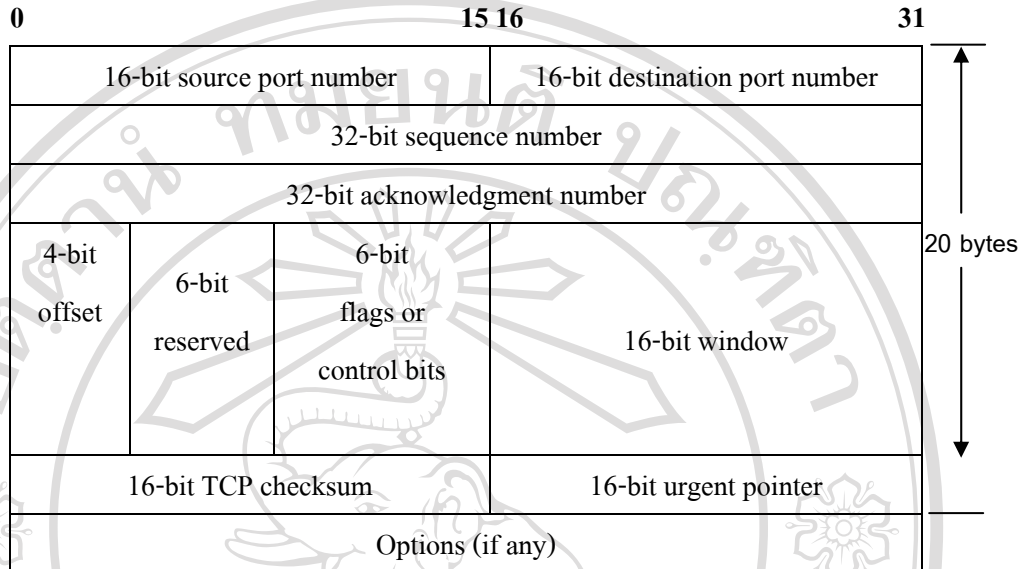 0 15 16 31
16-bit source port number 16-bit destination port number
32-bit sequence number
32-bit acknowledgment number
4-bit
offset
6-bit
reserved
6-bit
flags or
control bits
16-bit window
20 bytes
16-bit TCP checksum 16-bit urgent pointer
Options (if any)